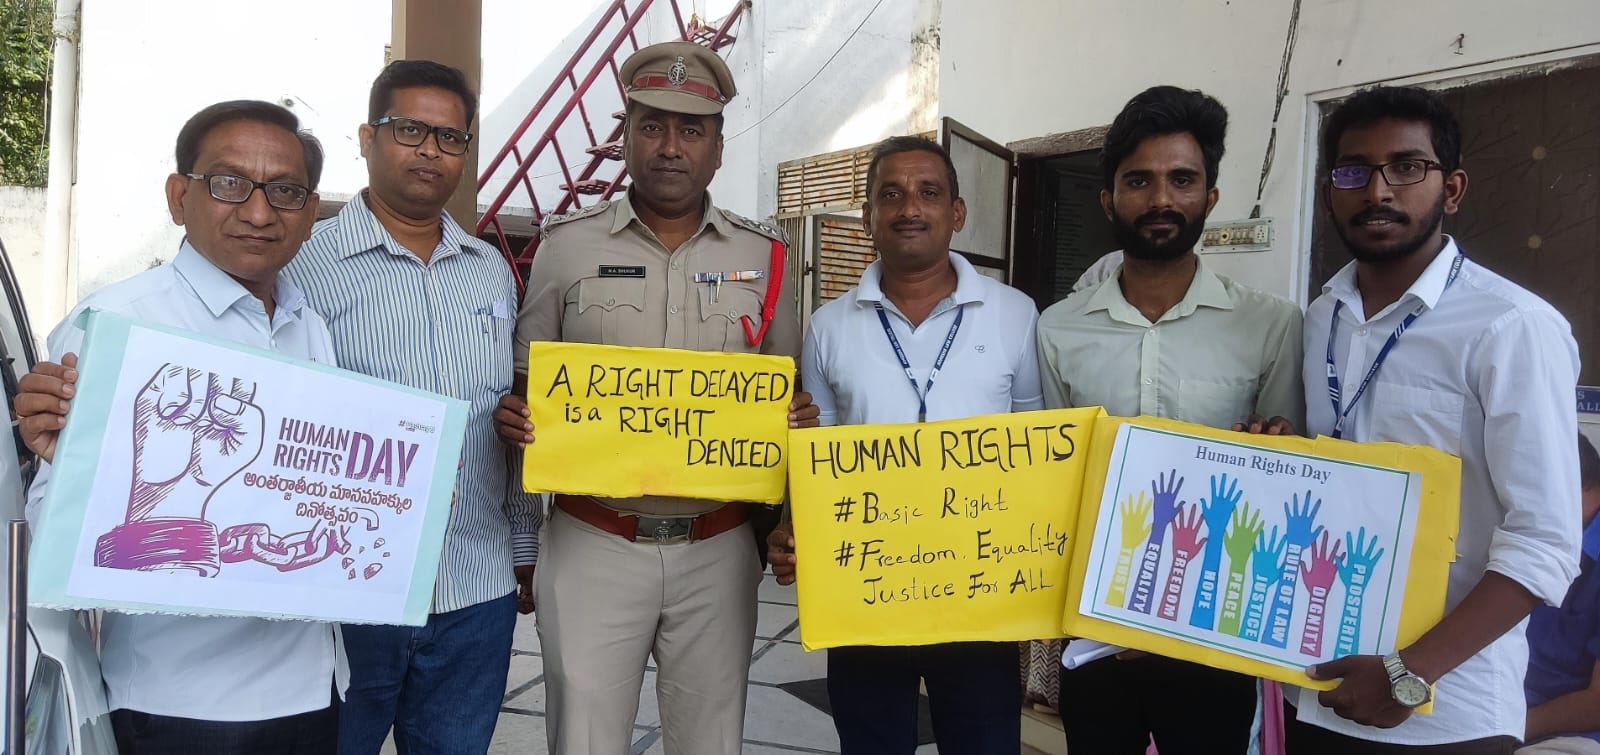 HUMAN
RIGHTS DAY
అంతర్జాతీయ మానవహక్కుల
దినోత్సవం
M.A. SHUKUR
A RIGHT DELAYED
is a RIGHT
DENIED
HUMAN RIGHTS
# Basic Right
# Freedom, Equality
Justice For ALL
Human Rights Day
TRUST
EQUALITY
FREEDOM
HOPE
PEACE
JUSTICE
RULE OF LAW
DIGNITY
PROSPERITY